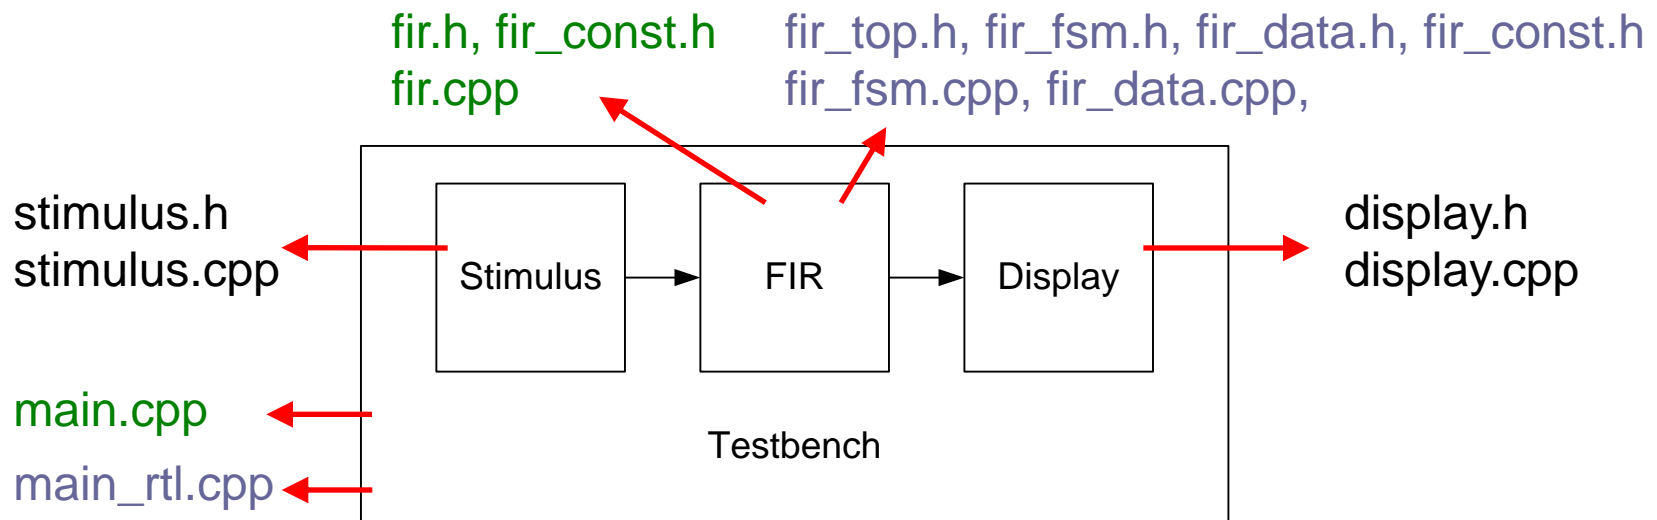 fir.h, fir_const.h
fir.cpp
fir_top.h, fir_fsm.h, fir_data.h, fir_const.h
fir_fsm.cpp, fir_data.cpp,
stimulus.h
stimulus.cpp
Stimulus
FIR
Display
display.h
display.cpp
main.cpp
main_rtl.cpp
Testbench